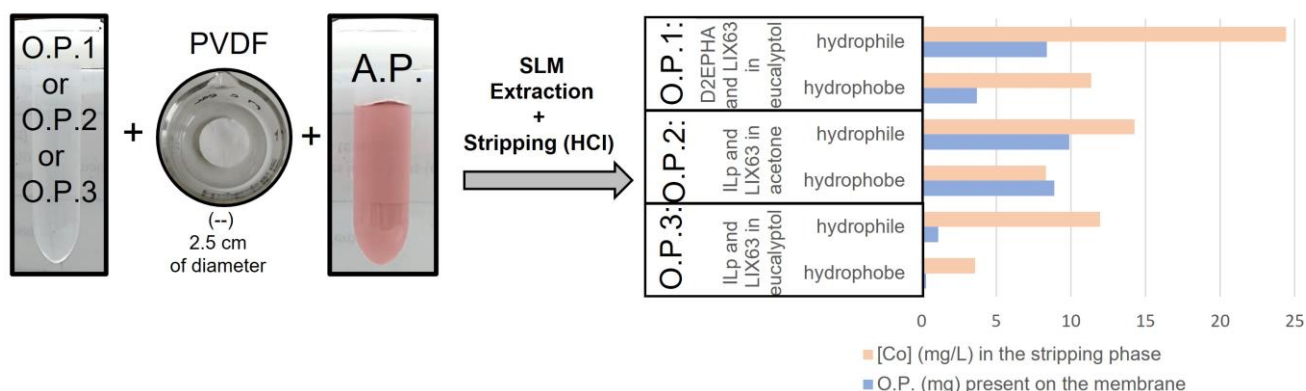 O.P.1
or
O.P.2
or
O.P.3
+
PVDF
(--)
2.5 cm
of diameter
+
A.P.
SLM
Extraction
+
Stripping (HCl)
O.P.1:
D2EPHA
and LIX63
in
eucalyptol
hydrophile
hydrophobe
O.P.2:
ILp and
LIX63 in
acetone
hydrophile
hydrophobe
O.P.3:
ILp and
LIX63 in
eucalyptol
hydrophile
hydrophobe
0 5 10 15 20 25
[Co] (mg/L) in the stripping phase
O.P. (mg) present on the membrane